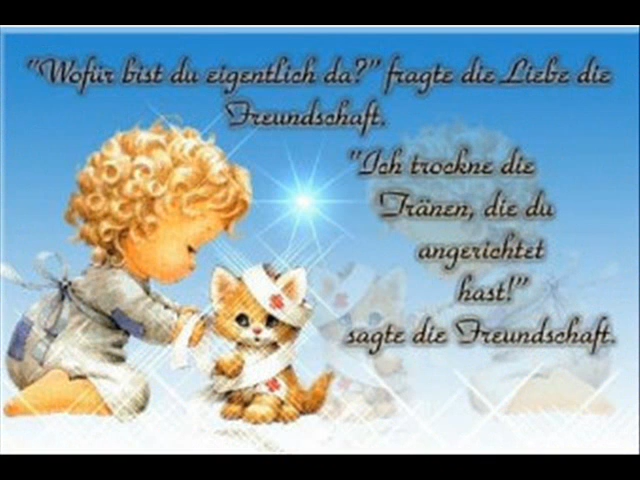 "Wofür bist du eigentlich da?" fragte die Liebe die
Freundschaft.
"Ich trockne die
Tränen, die du
angerichtet
hast!"
sagte die Freundschaft.